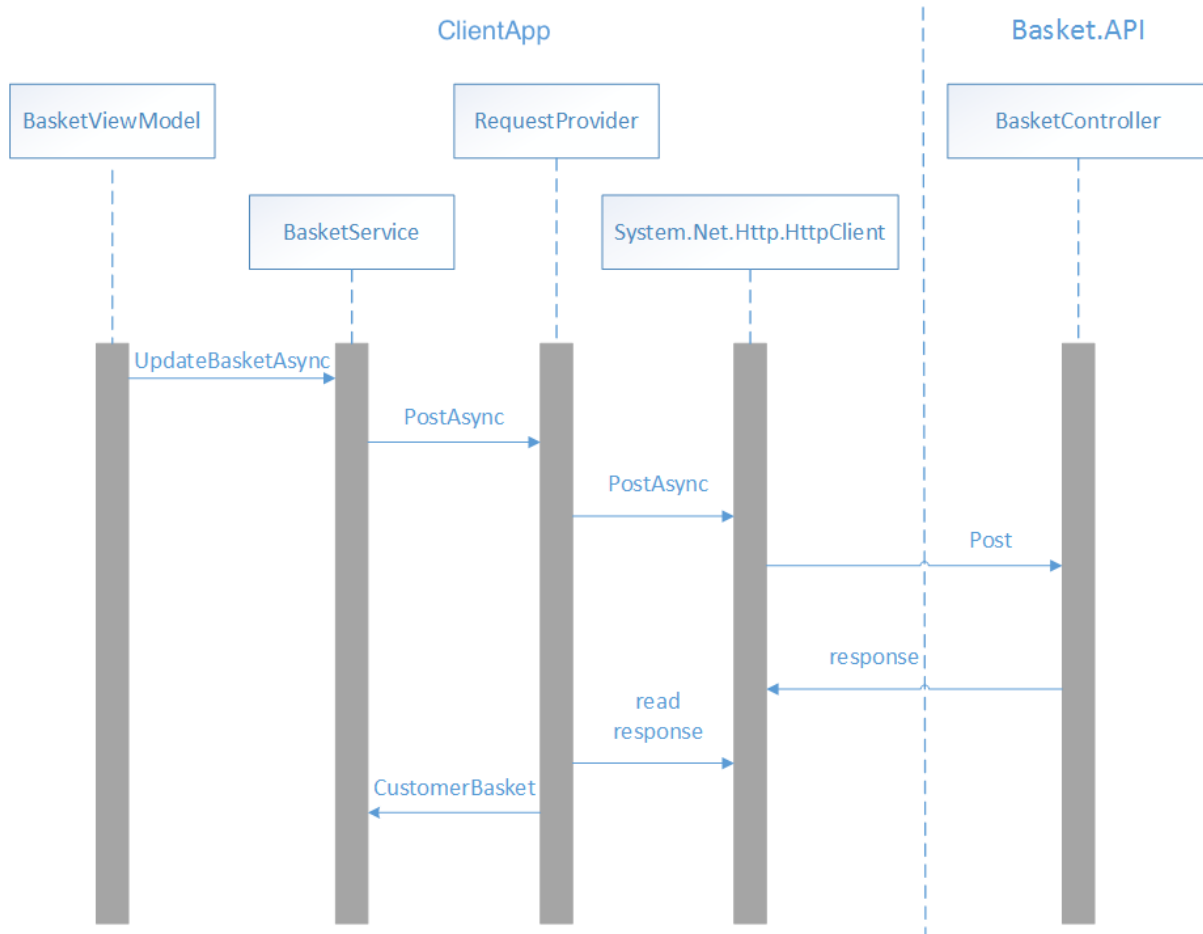 ClientApp
Basket.API
BasketViewModel
RequestProvider
BasketController
BasketService
System.Net.Http.HttpClient
UpdateBasketAsync
PostAsync
PostAsync
Post
response
read
response
CustomerBasket